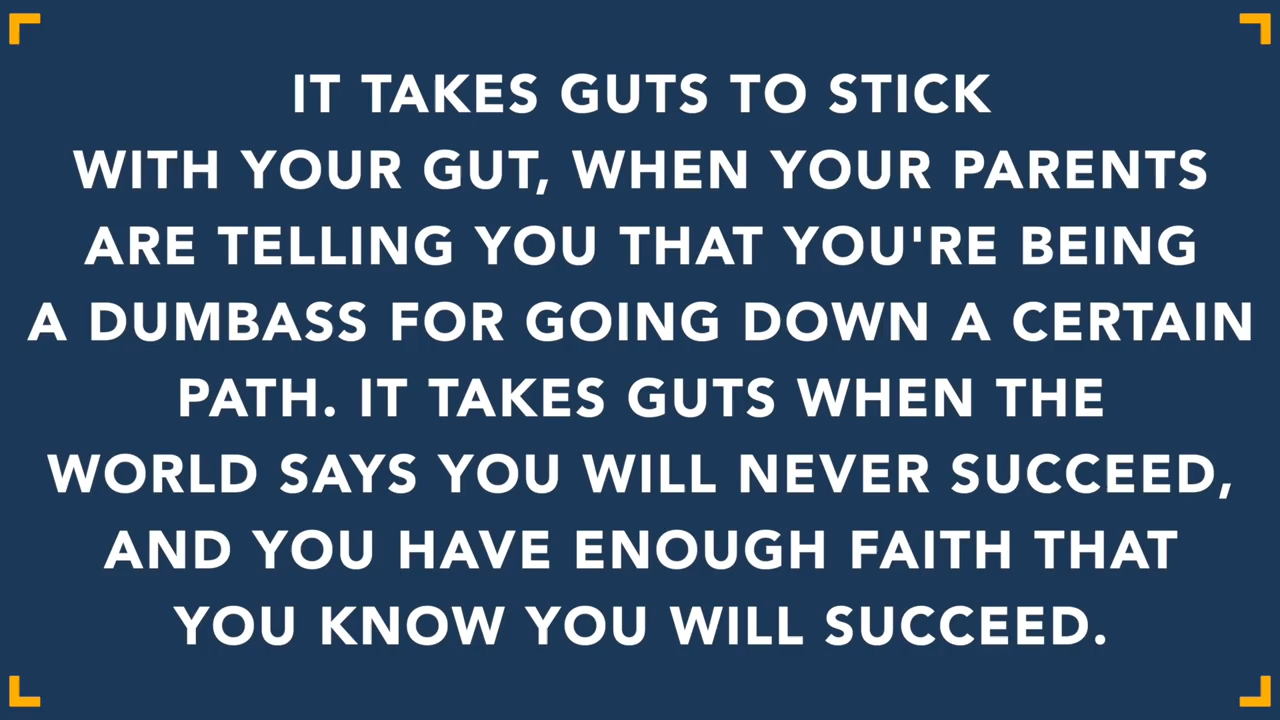 IT TAKES GUTS TO STICK
WITH YOUR GUT, WHEN YOUR PARENTS
ARE TELLING YOU THAT YOU'RE BEING
A DUMBASS FOR GOING DOWN A CERTAIN
PATH. IT TAKES GUTS WHEN THE
WORLD SAYS YOU WILL NEVER SUCCEED,
AND YOU HAVE ENOUGH FAITH THAT
YOU KNOW YOU WILL SUCCEED.